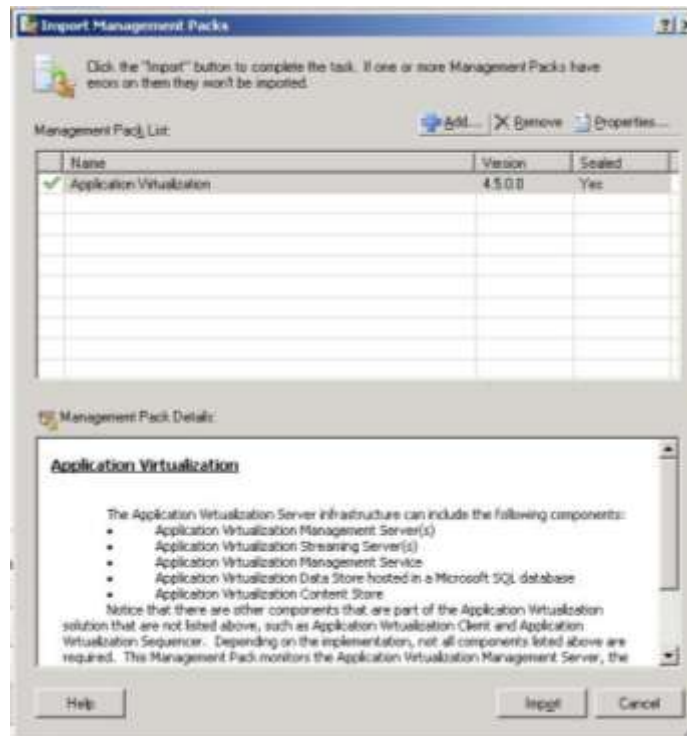 Import Management Packs
Click the "Import" button to complete the task. If one or more Management Packs have
errors on them they won't be imported.
Management Pack List:
Add... Remove Properties...
Name Version Sealed
Application Virtualization 4.5.0.0 Yes
Management Pack Details:
Application Virtualization
The Application Virtualization Server infrastructure can include the following components:
• Application Virtualization Management Server(s)
• Application Virtualization Streaming Server(s)
• Application Virtualization Management Service
• Application Virtualization Data Store hosted in a Microsoft SQL database
• Application Virtualization Content Store
Notice that there are other components that are part of the Application Virtualization
solution that are not listed above, such as Application Virtualization Client and Application
Virtualization Sequencer. Depending on the implementation, not all components listed above are
required. This Management Pack monitors the Application Virtualization Management Server, the
Help Import Cancel